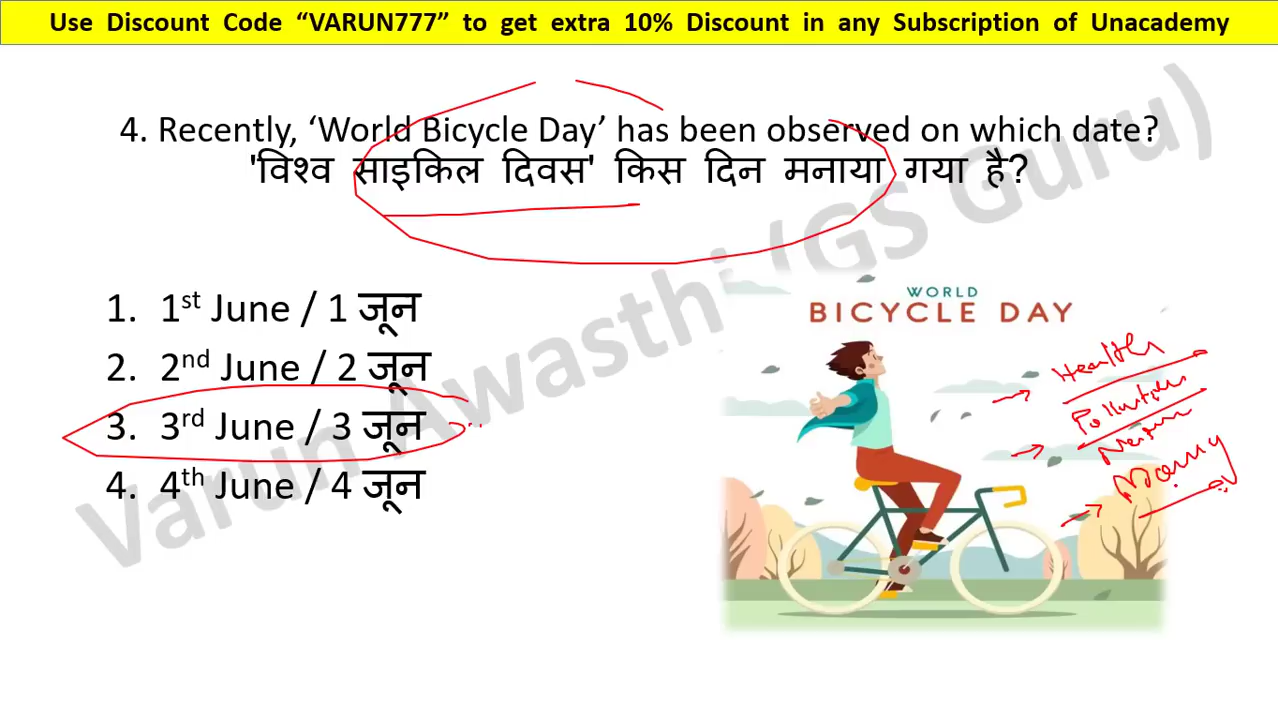 Use Discount Code “VARUN777” to get extra 10% Discount in any Subscription of Unacademy
4. Recently, ‘World Bicycle Day’ has been observed on which date?
'विश्व साइकिल दिवस' किस दिन मनाया गया है?
1. 1st June / 1 जून
2. 2nd June / 2 जून
3. 3rd June / 3 जून
4. 4th June / 4 जून
WORLD
BICYCLE DAY
Health
Pollution
Money
Varun Awasthi (GS Guru)